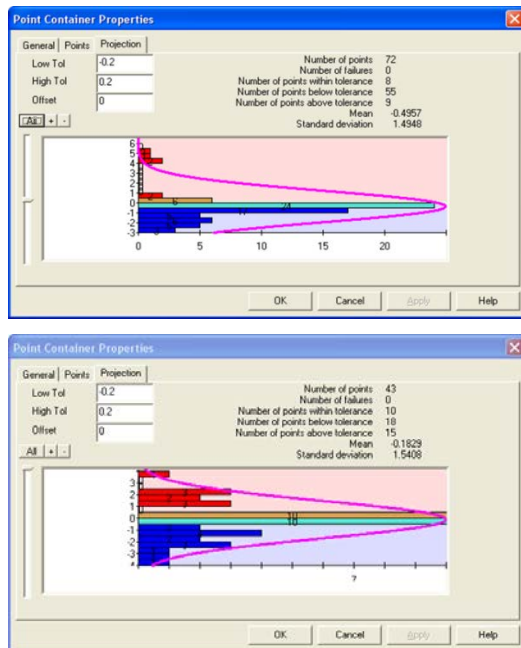 Point Container Properties
General Points Projection
Low Tol -0.2
High Tol 0.2
Offset 0
All + -
Number of points 72
Number of failures 0
Number of points within tolerance 8
Number of points below tolerance 55
Number of points above tolerance 9
Mean -0.4957
Standard deviation 1.4948
6
5
4
3
2
1
0
-1
-2
-3
6
24
0 5 10 15 20
OK Cancel Apply Help
Point Container Properties
General Points Projection
Low Tol -0.2
High Tol 0.2
Offset 0
All + -
Number of points 43
Number of failures 0
Number of points within tolerance 10
Number of points below tolerance 18
Number of points above tolerance 15
Mean -0.1829
Standard deviation 1.5408
3
2
1
0
-1
-2
-3
10
10
OK Cancel Apply Help